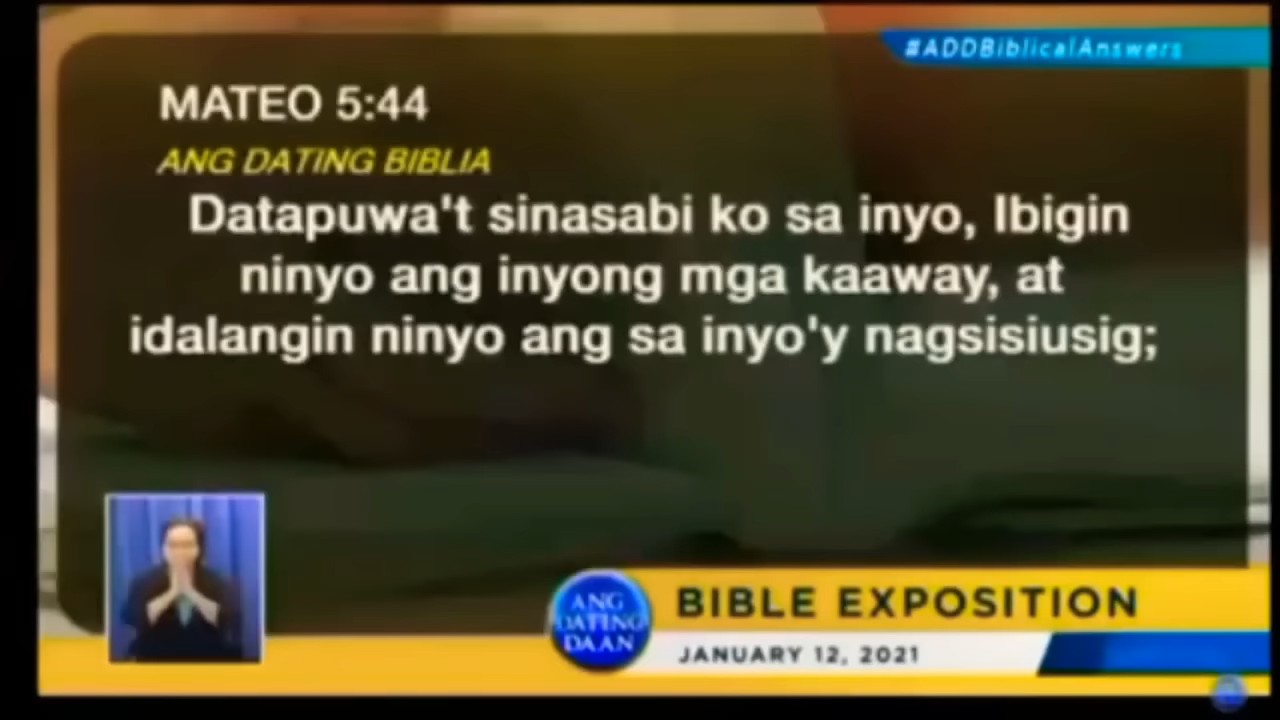 #ADDBiblicalAnswers
MATEO 5:44
ANG DATING BIBLIA
Datapuwa't sinasabi ko sa inyo, Ibigin
ninyo ang inyong mga kaaway, at
idalangin ninyo ang sa inyo'y nagsisiusig;
ANG
DATING
DAAN
BIBLE EXPOSITION
JANUARY 12, 2021